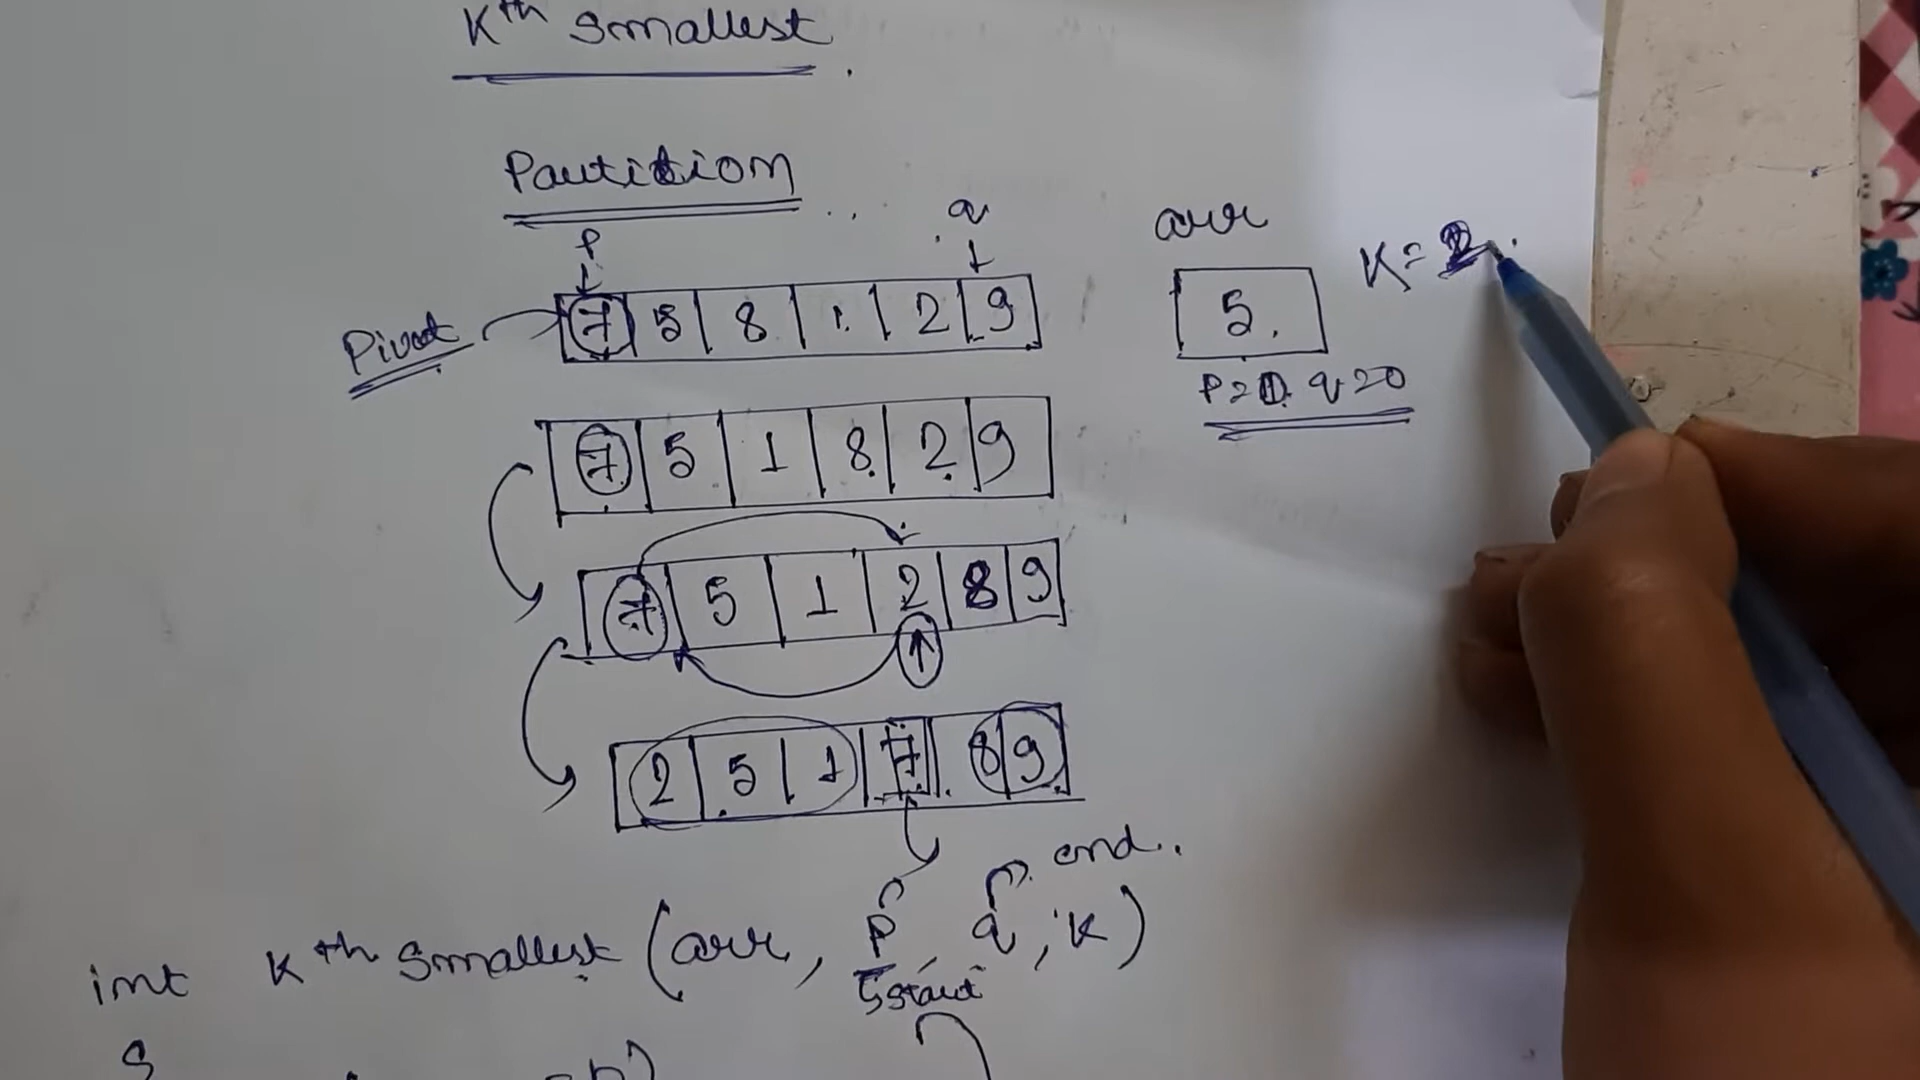 Kth Smallest
Partition
P
q
Pivot
7 5 8 1 2 9
arr
5
K =
q=0
7 5 1 8 2 9
7 5 1 2 8 9
2 5 1 7 8 9
end.
int Kth Smallest (arr, P, q, K)
start